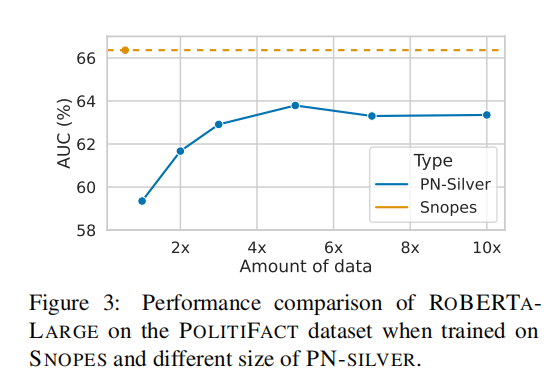 66
64
62
60
58
AUC (%)
2x 4x 6x 8x 10x
Amount of data
Type
PN-Silver
Snopes
Figure 3: Performance comparison of ROBERTA-
LARGE on the POLITIFACT dataset when trained on
SNOPES and different size of PN-SILVER.